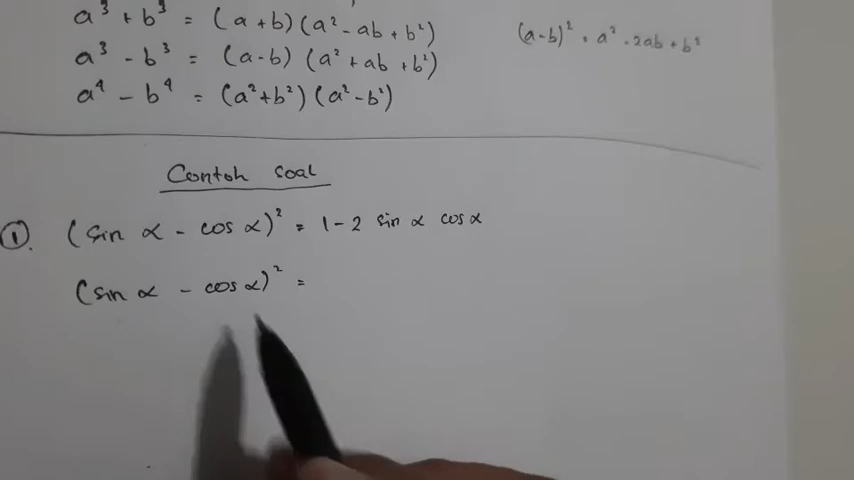 a³ + b³ = (a + b) (a² - ab + b²)
(a-b)² = a² - 2ab + b²
a³ - b³ = (a-b) (a² + ab + b²)
a⁴ - b⁴ = (a² + b²) (a² - b²)
Contoh soal
①. (sin α - cos α)² = 1 - 2 sin α cos α
(sin α - cos α)² =